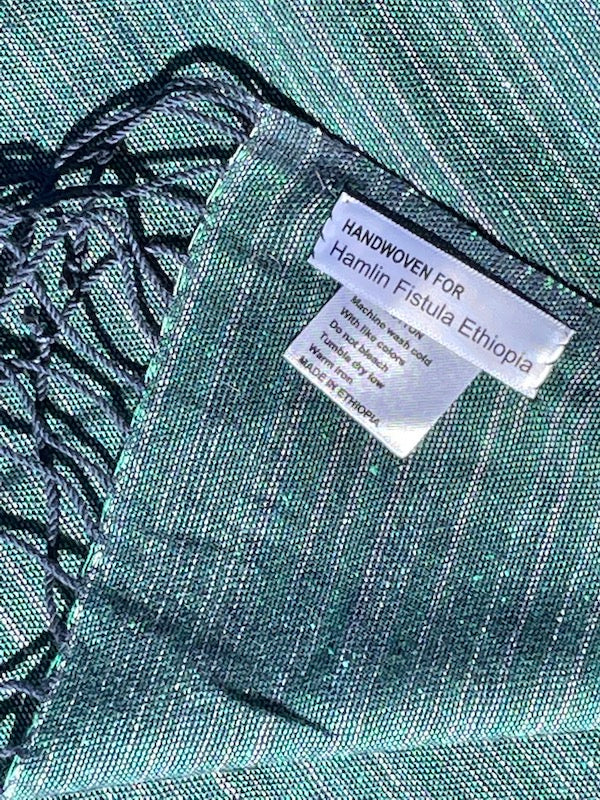 HANDWOVEN FOR
Hamlin Fistula Ethiopia
Machine wash cold
With like colors
Do not bleach
Tumble dry low
Warm iron
MADE IN ETHIOPIA